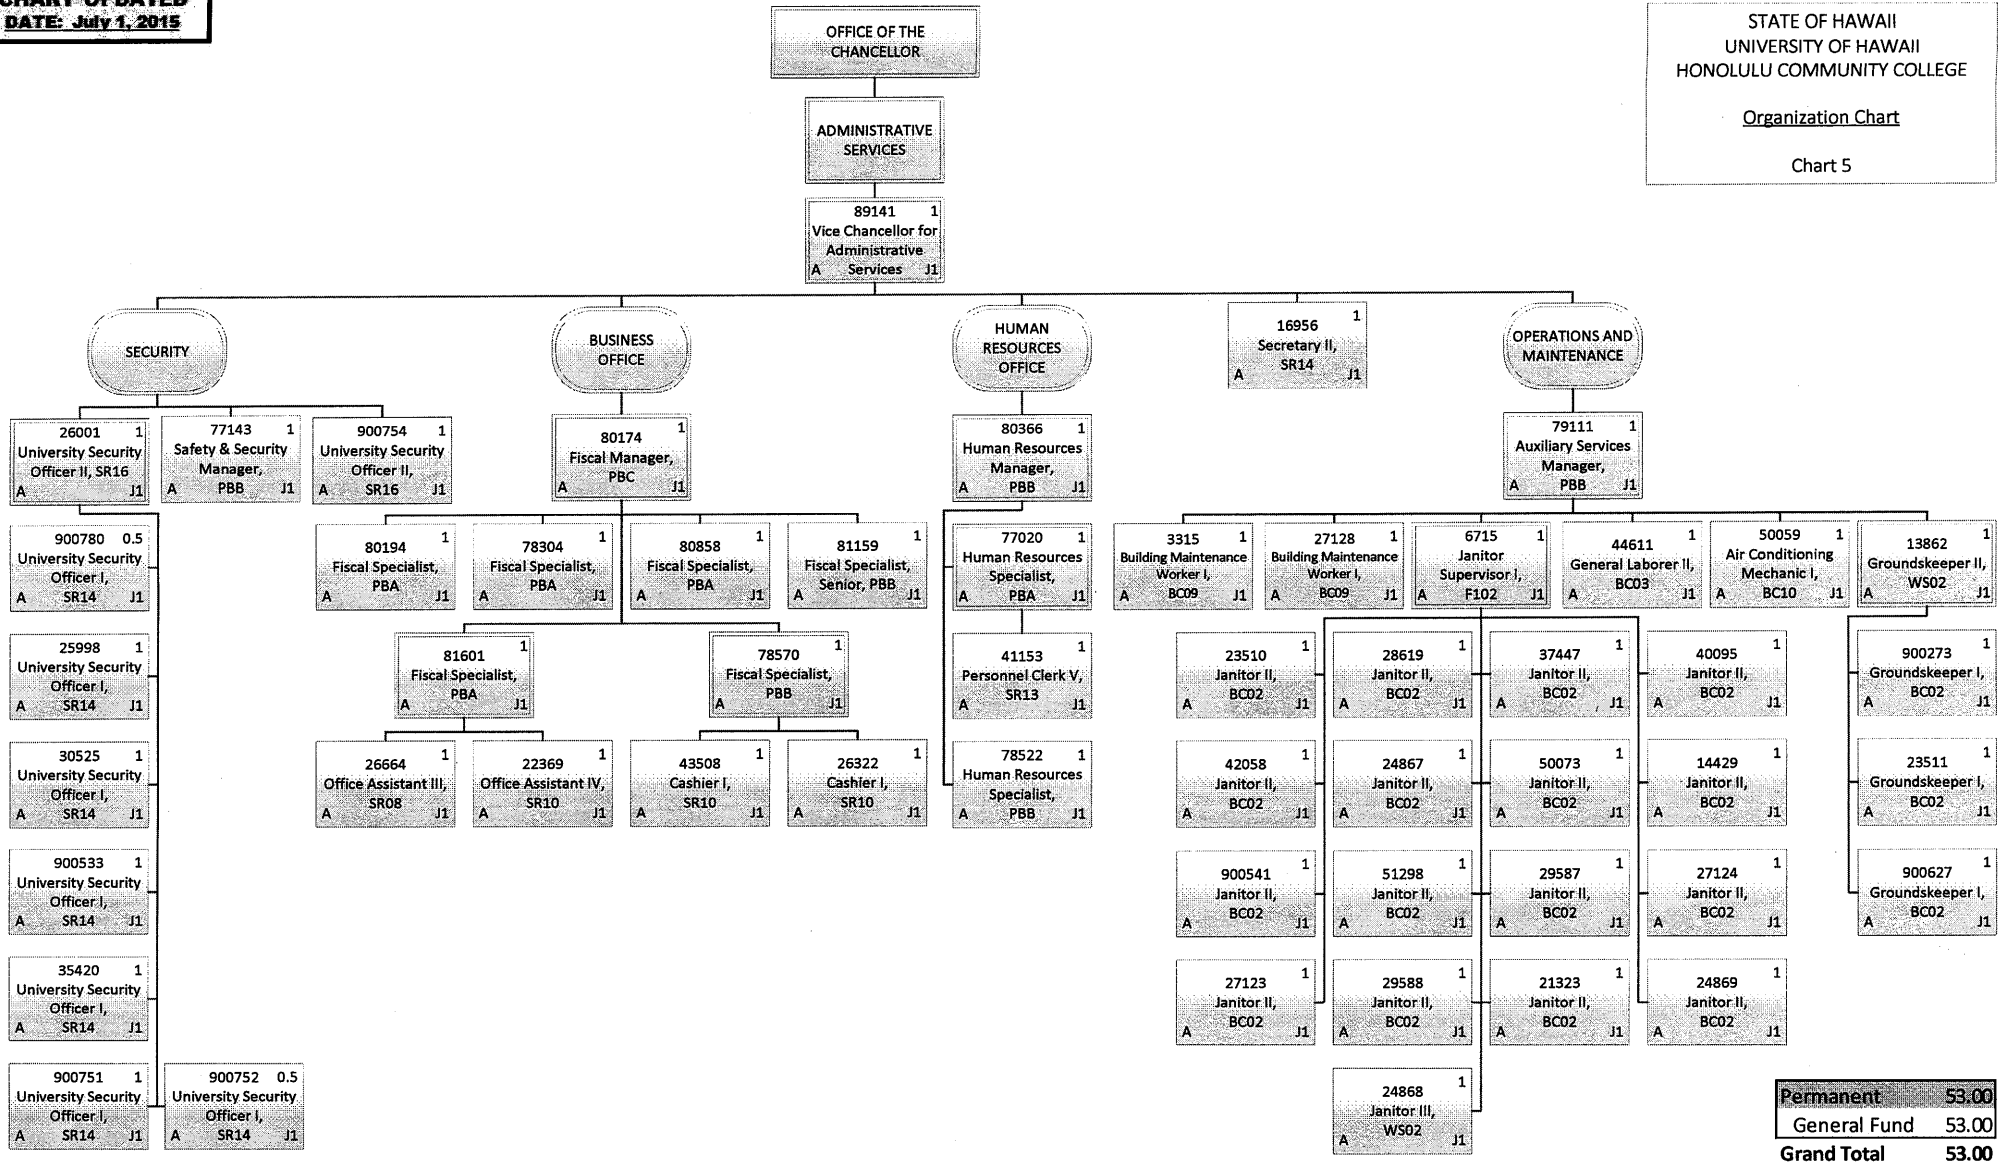 CHART UPDATED
DATE: July 1, 2015
STATE OF HAWAII
UNIVERSITY OF HAWAII
HONOLULU COMMUNITY COLLEGE
Organization Chart
Chart 5
OFFICE OF THE
CHANCELLOR
ADMINISTRATIVE
SERVICES
89141 1
Vice Chancellor for
Administrative
A Services J1
SECURITY
BUSINESS
OFFICE
HUMAN
RESOURCES
OFFICE
1
16956
Secretary II,
SR14
A J1
OPERATIONS AND
MAINTENANCE
26001 1
University Security
Officer II, SR16
A J1
77143 1
Safety & Security
Manager,
A PBB J1
900754 1
University Security
Officer II,
A SR16 J1
1
80174
Fiscal Manager,
PBC
A J1
80366 1
Human Resources
Manager,
A PBB J1
79111 1
Auxiliary Services
Manager,
A PBB J1
900780 0.5
University Security
Officer I,
A SR14 J1
25998 1
University Security
Officer I,
A SR14 J1
30525 1
University Security
Officer I,
A SR14 J1
900533 1
University Security
Officer I,
A SR14 J1
35420 1
University Security
Officer I,
A SR14 J1
900751 1
University Security
Officer I,
A SR14 J1
900752 0.5
University Security
Officer I,
A SR14 J1
1
80194
Fiscal Specialist,
PBA
A J1
1
78304
Fiscal Specialist,
PBA
A J1
1
80858
Fiscal Specialist,
PBA
A J1
1
81159
Fiscal Specialist,
Senior, PBB
A J1
1
81601
Fiscal Specialist,
PBA
A J1
1
78570
Fiscal Specialist,
PBB
A J1
1
26664
Office Assistant III,
SR08
A J1
1
22369
Office Assistant IV,
SR10
A J1
1
43508
Cashier I,
SR10
A J1
1
26322
Cashier I,
SR10
A J1
77020 1
Human Resources
Specialist,
A PBA J1
1
41153
Personnel Clerk V,
SR13
A J1
78522 1
Human Resources
Specialist,
A PBB J1
3315 1
Building Maintenance
Worker I,
A BC09 J1
27128 1
Building Maintenance
Worker I,
A BC09 J1
6715 1
Janitor
Supervisor I,
A F102 J1
1
44611
General Laborer II,
BC03
A J1
50059 1
Air Conditioning
Mechanic I,
A BC10 J1
1
13862
Groundskeeper II,
WS02
A J1
1
23510
Janitor II,
BC02
A J1
1
28619
Janitor II,
BC02
A J1
1
37447
Janitor II,
BC02
A J1
1
40095
Janitor II,
BC02
A J1
1
900273
Groundskeeper I,
BC02
A J1
1
42058
Janitor II,
BC02
A J1
1
24867
Janitor II,
BC02
A J1
1
50073
Janitor II,
BC02
A J1
1
14429
Janitor II,
BC02
A J1
1
23511
Groundskeeper I,
BC02
A J1
1
900541
Janitor II,
BC02
A J1
1
51298
Janitor II,
BC02
A J1
1
29587
Janitor II,
BC02
A J1
1
27124
Janitor II,
BC02
A J1
1
900627
Groundskeeper I,
BC02
A J1
1
27123
Janitor II,
BC02
A J1
1
29588
Janitor II,
BC02
A J1
1
21323
Janitor II,
BC02
A J1
1
24869
Janitor II,
BC02
A J1
1
24868
Janitor III,
WS02
A J1
Permanent 53.00
General Fund 53.00
Grand Total 53.00